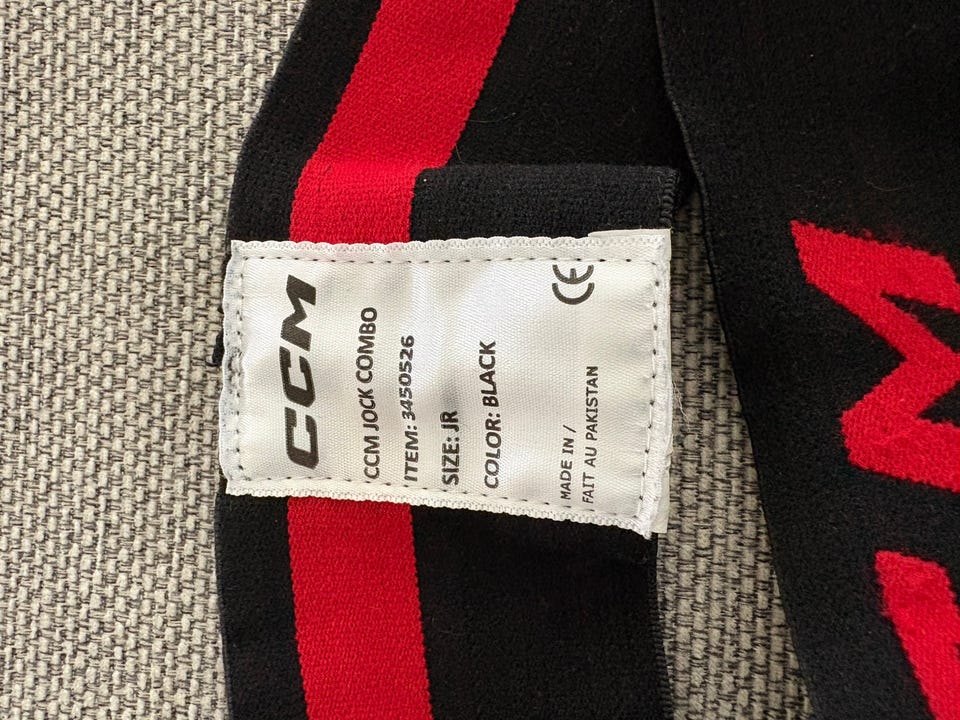 CCM
CCM JOCK COMBO
ITEM: 3450526
SIZE: JR
COLOR: BLACK
CE
MADE IN /
FAIT AU PAKISTAN